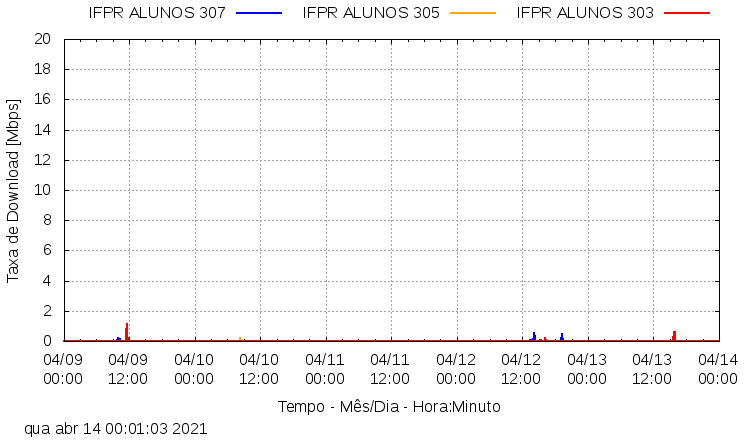 IFPR ALUNOS 307 IFPR ALUNOS 305 IFPR ALUNOS 303
Taxa de Download [Mbps]
20
18
16
14
12
10
8
6
4
2
0
04/09 04/09 04/10 04/10 04/11 04/11 04/12 04/12 04/13 04/13 04/14
00:00 12:00 00:00 12:00 00:00 12:00 00:00 12:00 00:00 12:00 00:00
Tempo - Mês/Dia - Hora:Minuto
qua abr 14 00:01:03 2021